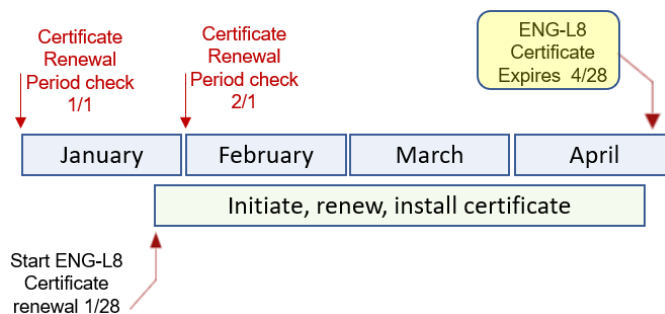 Certificate
Renewal
Period check
1/1
Certificate
Renewal
Period check
2/1
ENG-L8
Certificate
Expires 4/28
January
February
March
April
Initiate, renew, install certificate
Start ENG-L8
Certificate
renewal 1/28